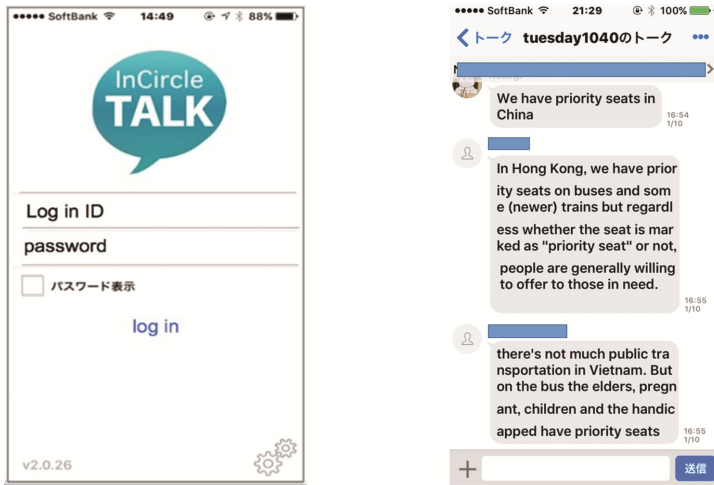 SoftBank 14:49 88%
InCircle
TALK
Log in ID
password
パスワード表示
log in
v2.0.26
SoftBank 21:29 100%
トーク tuesday1040のトーク
We have priority seats in
China
16:54
1/10
In Hong Kong, we have prior
ity seats on buses and som
e (newer) trains but regardl
ess whether the seat is mar
ked as "priority seat" or not,
people are generally willing
to offer to those in need.
16:55
1/10
there's not much public tra
nsportation in Vietnam. But
on the bus the elders, pregn
ant, children and the handic
apped have priority seats
16:55
1/10
送信